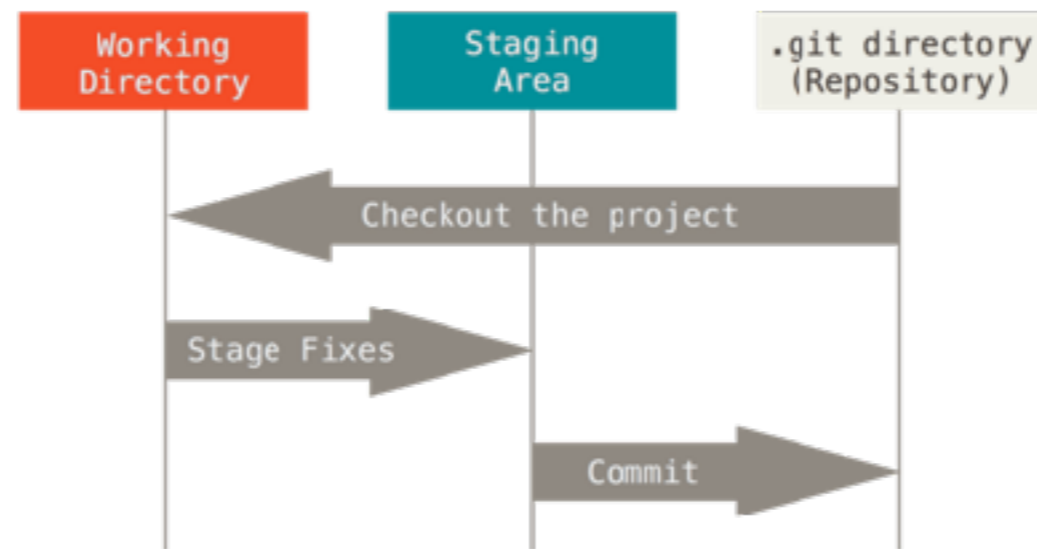 Working
Directory
Staging
Area
.git directory
(Repository)
Checkout the project
Stage Fixes
Commit